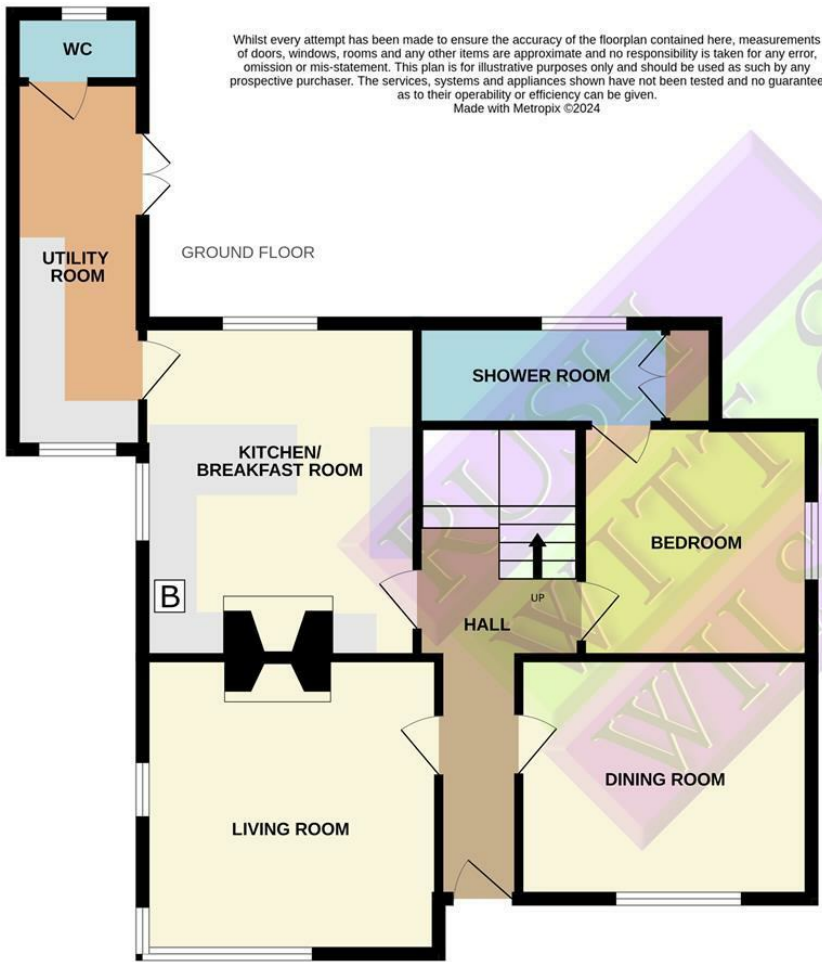 Whilst every attempt has been made to ensure the accuracy of the floorplan contained here, measurements
of doors, windows, rooms and any other items are approximate and no responsibility is taken for any error,
omission or mis-statement. This plan is for illustrative purposes only and should be used as such by any
prospective purchaser. The services, systems and appliances shown have not been tested and no guarantee
as to their operability or efficiency can be given.
Made with Metropix ©2024
WC
UTILITY
ROOM
GROUND FLOOR
SHOWER ROOM
KITCHEN/
BREAKFAST ROOM
BEDROOM
B
UP
HALL
DINING ROOM
LIVING ROOM
RUSH
WITT &
WILS